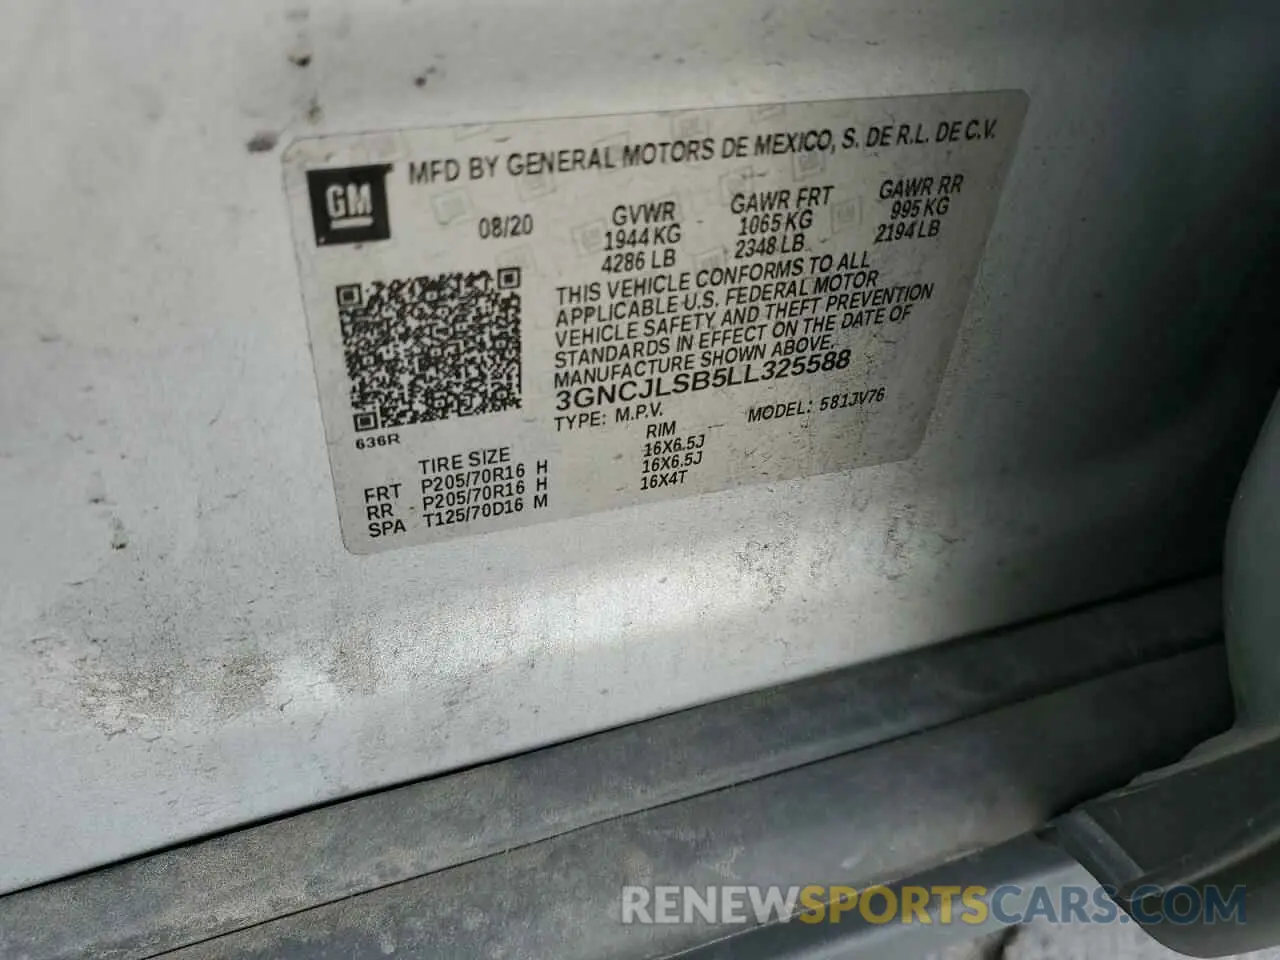 GM
MFD BY GENERAL MOTORS DE MEXICO, S. DE R.L. DE C.V.
08/20
GVWR GAWR FRT GAWR RR
1944 KG 1065 KG 995 KG
4286 LB 2348 LB 2194 LB
THIS VEHICLE CONFORMS TO ALL
APPLICABLE U.S. FEDERAL MOTOR
VEHICLE SAFETY AND THEFT PREVENTION
STANDARDS IN EFFECT ON THE DATE OF
MANUFACTURE SHOWN ABOVE.
3GNCJLSB5LL325588
TYPE: M.P.V. MODEL: 581JV76
636R
TIRE SIZE RIM
FRT P205/70R16 H 16X6.5J
RR P205/70R16 H 16X6.5J
SPA T125/70D16 M 16X4T
RENEWSPORTSCARS.COM